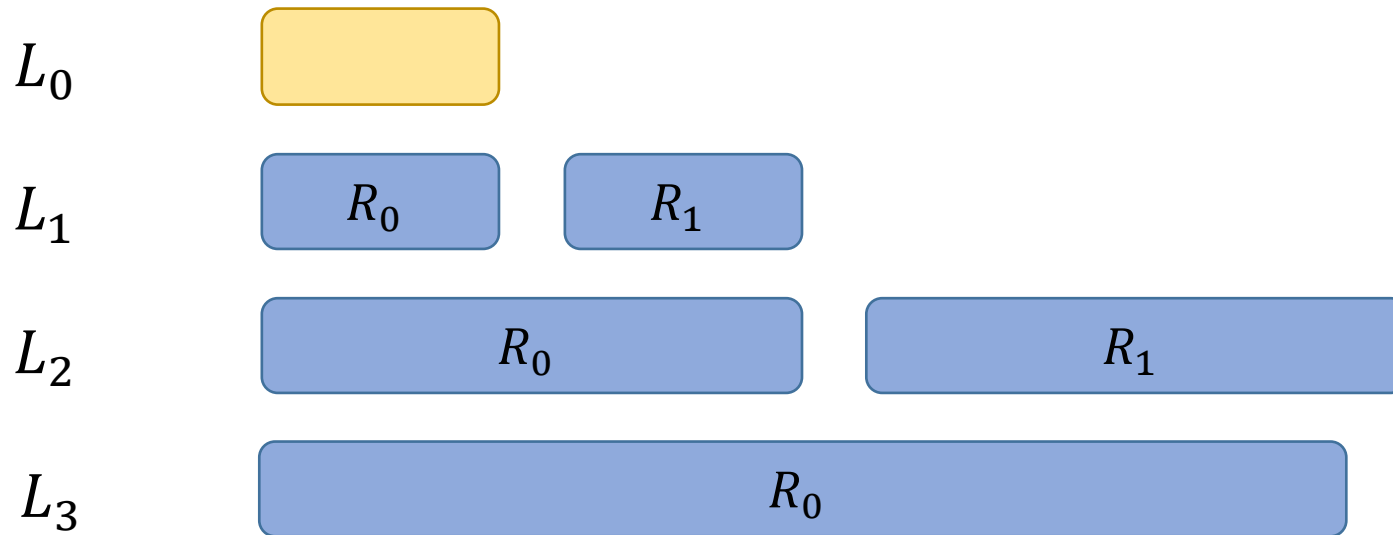 L₀
L₁ R₀ R₁
L₂ R₀ R₁
L₃ R₀